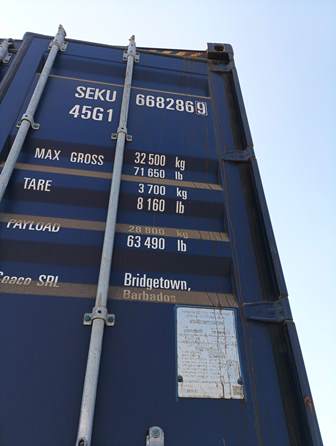 SEKU 668286 9
45G1
MAX GROSS 32 500 kg
71 650 lb
TARE 3 700 kg
8 160 lb
PAYLOAD 28 800 kg
63 490 lb
Seaco SRL Bridgetown,
Barbados